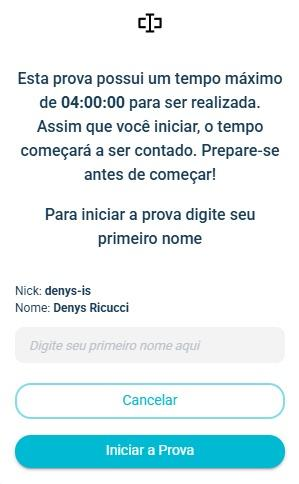 Esta prova possui um tempo máximo
de 04:00:00 para ser realizada.
Assim que você iniciar, o tempo
começará a ser contado. Prepare-se
antes de começar!
Para iniciar a prova digite seu
primeiro nome
Nick: denys-is
Nome: Denys Ricucci
Digite seu primeiro nome aqui
Cancelar
Iniciar a Prova